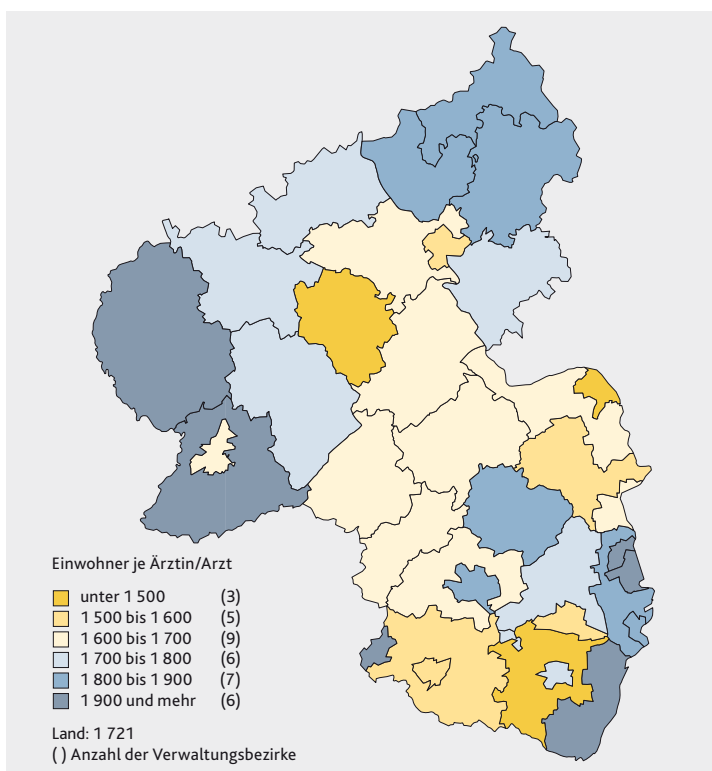 Einwohner je Ärztin/Arzt
unter 1 500 (3)
1 500 bis 1 600 (5)
1 600 bis 1 700 (9)
1 700 bis 1 800 (6)
1 800 bis 1 900 (7)
1 900 und mehr (6)
Land: 1 721
( ) Anzahl der Verwaltungsbezirke